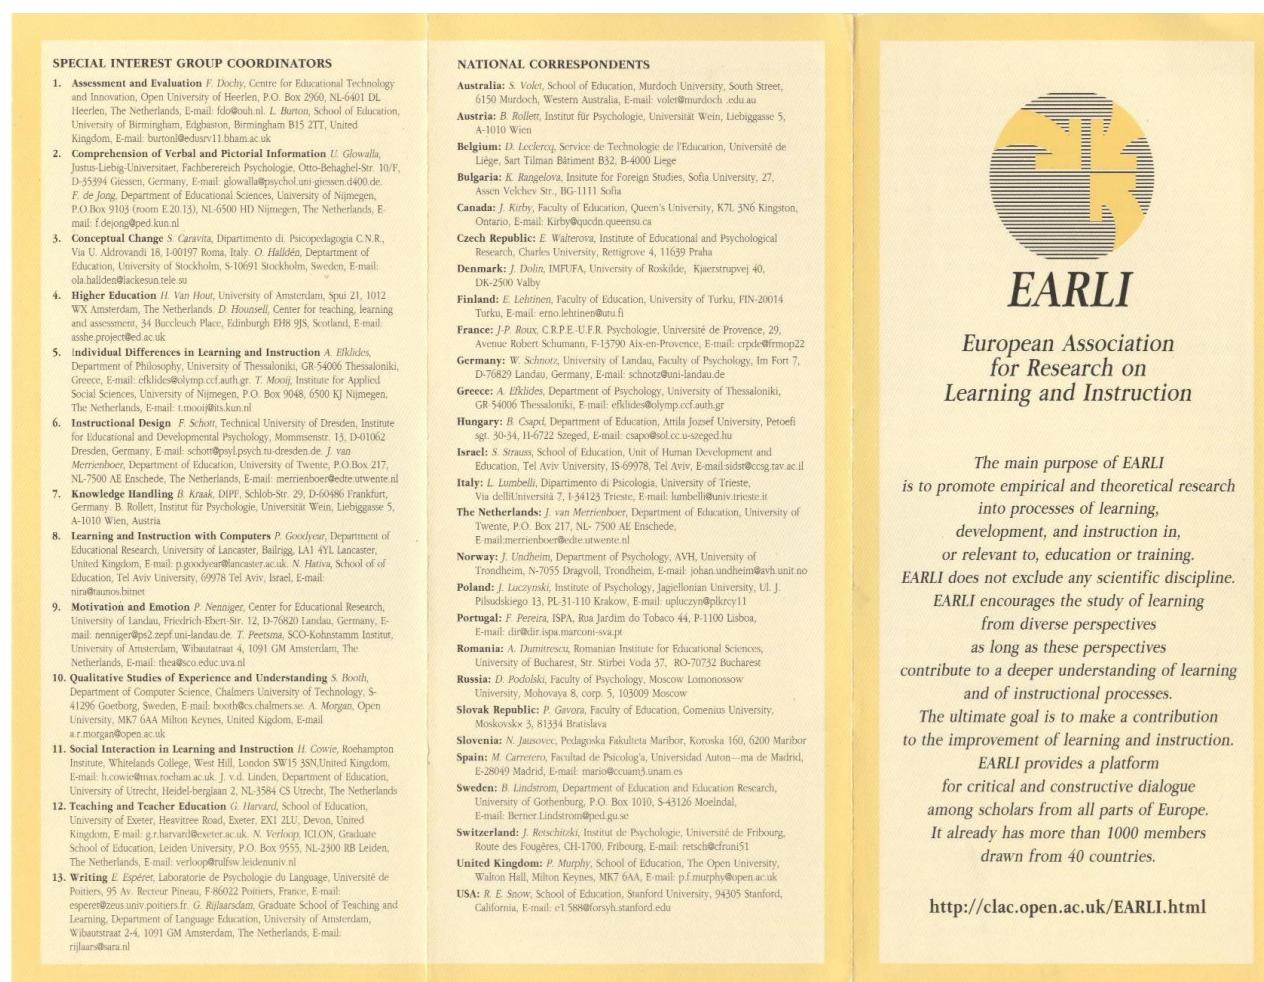 SPECIAL INTEREST GROUP COORDINATORS
1. Assessment and Evaluation F. Dochy, Centre for Educational Technology
and Innovation, Open University of Heerlen, P.O. Box 2960, NL-6401 DL
Heerlen, The Netherlands, E-mail: fdo@ouh.nl. L. Burton, School of Education,
University of Birmingham, Edgbaston, Birmingham B15 2TT, United
Kingdom, E-mail: burtonl@edusrv11.bham.ac.uk
2. Comprehension of Verbal and Pictorial Information U. Glowalla,
Justus-Liebig-Universitaet, Fachberereich Psychologie, Otto-Behaghel-Str. 10/F,
D-35394 Giessen, Germany, E-mail: glowalla@psychol.uni-giessen.d400.de.
F. de Jong, Department of Educational Sciences, University of Nijmegen,
P.O.Box 9103 (room E.20.13), NL-6500 HD Nijmegen, The Netherlands, E-
mail: f.dejong@ped.kun.nl
3. Conceptual Change S. Caravita, Dipartimento di. Psicopedagogia C.N.R.,
Via U. Aldrovandi 18, I-00197 Roma, Italy. O. Halldén, Deptartment of
Education, University of Stockholm, S-10691 Stockholm, Sweden, E-mail:
ola.hallden@lackesun.tele.su
4. Higher Education H. Van Hout, University of Amsterdam, Spui 21, 1012
WX Amsterdam, The Netherlands. D. Hounsell, Center for teaching, learning
and assessment, 34 Buccleuch Place, Edinburgh EH8 9JS, Scotland, E-mail:
asshe.project@ed.ac.uk
5. Individual Differences in Learning and Instruction A. Efklides,
Department of Philosophy, University of Thessaloniki, GR-54006 Thessaloniki,
Greece, E-mail: efklides@olymp.ccf.auth.gr. T. Mooij, Institute for Applied
Social Sciences, University of Nijmegen, P.O. Box 9048, 6500 KJ Nijmegen,
The Netherlands, E-mail: t.mooij@its.kun.nl
6. Instructional Design F. Schott, Technical University of Dresden, Institute
for Educational and Developmental Psychology, Mommsenstr. 13, D-01062
Dresden, Germany, E-mail: schott@psyl.psych.tu-dresden.de. J. van
Merrienboer, Department of Education, University of Twente, P.O.Box 217,
NL-7500 AE Enschede, The Netherlands, E-mail: merrienboer@edte.utwente.nl
7. Knowledge Handling B. Kraak, DIPF, Schlob-Str. 29, D-60486 Frankfurt,
Germany. B. Rollett, Institut für Psychologie, Universität Wein, Liebiggasse 5,
A-1010 Wien, Austria
8. Learning and Instruction with Computers P. Goodyear, Department of
Educational Research, University of Lancaster, Bailrigg, LA1 4YL Lancaster,
United Kingdom, E-mail: p.goodyear@lancaster.ac.uk. N. Hativa, School of of
Education, Tel Aviv University, 69978 Tel Aviv, Israel, E-mail:
nira@taunos.bimet
9. Motivation and Emotion P. Nenniger, Center for Educational Research,
University of Landau, Friedrich-Ebert-Str. 12, D-76820 Landau, Germany, E-
mail: nenniger@ps2.zepf.uni-landau.de. T. Peetsma, SCO-Kohnstamm Institut,
University of Amsterdam, Wibautatraat 4, 1091 GM Amsterdam, The
Netherlands, E-mail: thea@sco.educ.uva.nl
10. Qualitative Studies of Experience and Understanding S. Booth,
Department of Computer Science, Chalmers University of Technology, S-
41296 Goetborg, Sweden, E-mail: booth@cs.chalmers.se. A. Morgan, Open
University, MK7 6AA Milton Keynes, United Kigdom, E-mail
a.r.morgan@open.ac.uk
11. Social Interaction in Learning and Instruction H. Cowie, Roehampton
Institute, Whitelands College, West Hill, London SW15 3SN,United Kingdom,
E-mail: h.cowie@max.roeham.ac.uk. J. v.d. Linden, Department of Education,
University of Utrecht, Heidel-berglaan 2, NL-3584 CS Utrecht, The Netherlands
12. Teaching and Teacher Education G. Harvard, School of Education,
University of Exeter, Heavitree Road, Exeter, EX1 2LU, Devon, United
Kingdom, E-mail: g.r.harvard@exeter.ac.uk. N. Verloop, ICLON, Graduate
School of Education, Leiden University, P.O. Box 9555, NL-2300 RB Leiden,
The Netherlands, E-mail: verloop@rulfsw.leidenuniv.nl
13. Writing E. Espéret, Laboratorie de Psychologie du Language, Université de
Poitiers, 95 Av. Recteur Pineau, F-86022 Poitiers, France, E-mail:
esperet@zeus.univ.poitiers.fr. G. Rijlaarsdam, Graduate School of Teaching and
Learning, Department of Language Education, University of Amsterdam,
Wibautstraat 2-4, 1091 GM Amsterdam, The Netherlands, E-mail:
rijlaars@sara.nl
NATIONAL CORRESPONDENTS
Australia: S. Volet, School of Education, Murdoch University, South Street,
6150 Murdoch, Western Australia, E-mail: volet@murdoch .edu.au
Austria: B. Rollett, Institut für Psychologie, Universität Wein, Liebiggasse 5,
A-1010 Wien
Belgium: D. Leclercq, Service de Technologie de l'Education, Université de
Liège, Sart Tilman Bâtiment B32, B-4000 Liege
Bulgaria: K. Rangelova, Insitute for Foreign Studies, Sofia University, 27,
Assen Velchev Str., BG-1111 Sofia
Canada: J. Kirby, Faculty of Education, Queen's University, K7L 3N6 Kingston,
Ontario, E-mail: Kirby@qucdn.queensu.ca
Czech Republic: E. Walterova, Institute of Educational and Psychological
Research, Charles University, Rettigrove 4, 11639 Praha
Denmark: J. Dolin, IMFUFA, University of Roskilde, Kjaerstrupvej 40,
DK-2500 Valby
Finland: E. Lehtinen, Faculty of Education, University of Turku, FIN-20014
Turku, E-mail: erno.lehtinen@utu.fi
France: J-P. Roux, C.R.P.E.-U.F.R. Psychologie, Université de Provence, 29,
Avenue Robert Schumann, F-13790 Aix-en-Provence, E-mail: crpde@frmop22
Germany: W. Schnotz, University of Landau, Faculty of Psychology, Im Fort 7,
D-76829 Landau, Germany, E-mail: schnotz@uni-landau.de
Greece: A. Efklides, Department of Psychology, University of Thessaloniki,
GR-54006 Thessaloniki, E-mail: efklides@olymp.ccf.auth.gr
Hungary: B. Csapd, Department of Education, Attila Jozsef University, Petoefi
sgt. 30-34, H-6722 Szeged, E-mail: csapo@sol.cc.u-szeged.hu
Israel: S. Strauss, School of Education, Unit of Human Development and
Education, Tel Aviv University, IS-69978, Tel Aviv, E-mail:sidst@ccsg.tav.ac.il
Italy: L. Lumbelli, Dipartimento di Psicologia, University of Trieste,
Via delliUniversità 7, I-34123 Trieste, E-mail: lumbelli@univ.trieste.it
The Netherlands: J. van Merrienboer, Department of Education, University of
Twente, P.O. Box 217, NL- 7500 AE Enschede,
E-mail:merrienboer@edte.utwente.nl
Norway: J. Undheim, Department of Psychology, AVH, University of
Trondheim, N-7055 Dragvoll, Trondheim, E-mail: johan.undheim@avh.unit.no
Poland: J. Luczynski, Institute of Psychology, Jagiellonian University, Ul. J.
Pilsudskiego 13, PL-31-110 Krakow, E-mail: upluczyn@plkrcy11
Portugal: F. Pereira, ISPA, Rua Jardim do Tobaco 44, P-1100 Lisboa,
E-mail: dir@dir.ispa.marconi-sva.pt
Romania: A. Dumitrescu, Romanian Institute for Educational Sciences,
University of Bucharest, Str. Stirbei Voda 37, RO-70732 Bucharest
Russia: D. Podolski, Faculty of Psychology, Moscow Lomonossow
University, Mohovaya 8, corp. 5, 103009 Moscow
Slovak Republic: P. Gavora, Faculty of Education, Comenius University,
Moskovsk× 3, 81334 Bratislava
Slovenia: N. Jausovec, Pedagoska Fakulteta Maribor, Koroska 160, 6200 Maribor
Spain: M. Carretero, Facultad de Psicolog'a, Universidad Auton—ma de Madrid,
E-28049 Madrid, E-mail: mario@ccuam3.unam.es
Sweden: B. Lindstrom, Department of Education and Education Research,
University of Gothenburg, P.O. Box 1010, S-43126 Moelndal,
E-mail: Berner.Lindstrom@ped.gu.se
Switzerland: J. Retschitzki, Institut de Psychologie, Université de Fribourg,
Route des Fougères, CH-1700, Fribourg, E-mail: retsch@cfruni51
United Kingdom: P. Murphy, School of Education, The Open University,
Walton Hall, Milton Keynes, MK7 6AA, E-mail: p.f.murphy@open.ac.uk
USA: R. E. Snow, School of Education, Stanford University, 94305 Stanford,
California, E-mail: e1.588@forsyh.stanford.edu
EARLI
European Association
for Research on
Learning and Instruction
The main purpose of EARLI
is to promote empirical and theoretical research
into processes of learning,
development, and instruction in,
or relevant to, education or training.
EARLI does not exclude any scientific discipline.
EARLI encourages the study of learning
from diverse perspectives
as long as these perspectives
contribute to a deeper understanding of learning
and of instructional processes.
The ultimate goal is to make a contribution
to the improvement of learning and instruction.
EARLI provides a platform
for critical and constructive dialogue
among scholars from all parts of Europe.
It already has more than 1000 members
drawn from 40 countries.
http://clac.open.ac.uk/EARLI.html